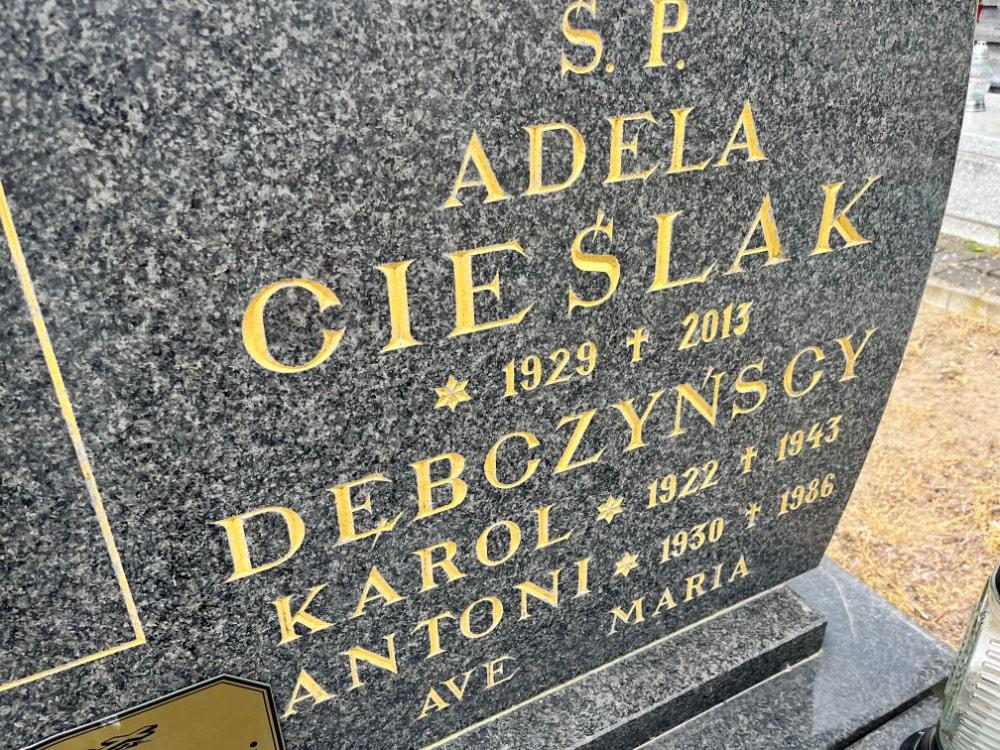 Ś. P.
ADELA
CIEŚLAK
* 1929 † 2013
DĘBCZYŃSCY
KAROL * 1922 † 1943
ANTONI * 1930 † 1986
AVE MARIA